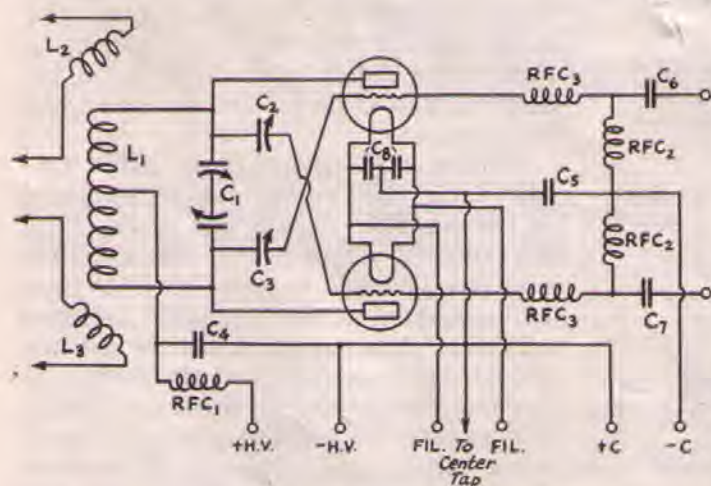 L2
L1
L3
C2
C1
C3
C4
RFC1
C8
RFC3
C6
RFC2
C5
RFC2
RFC3
C7
+H.V.
-H.V.
FIL. To FIL.
Center
Tap
+C
-C